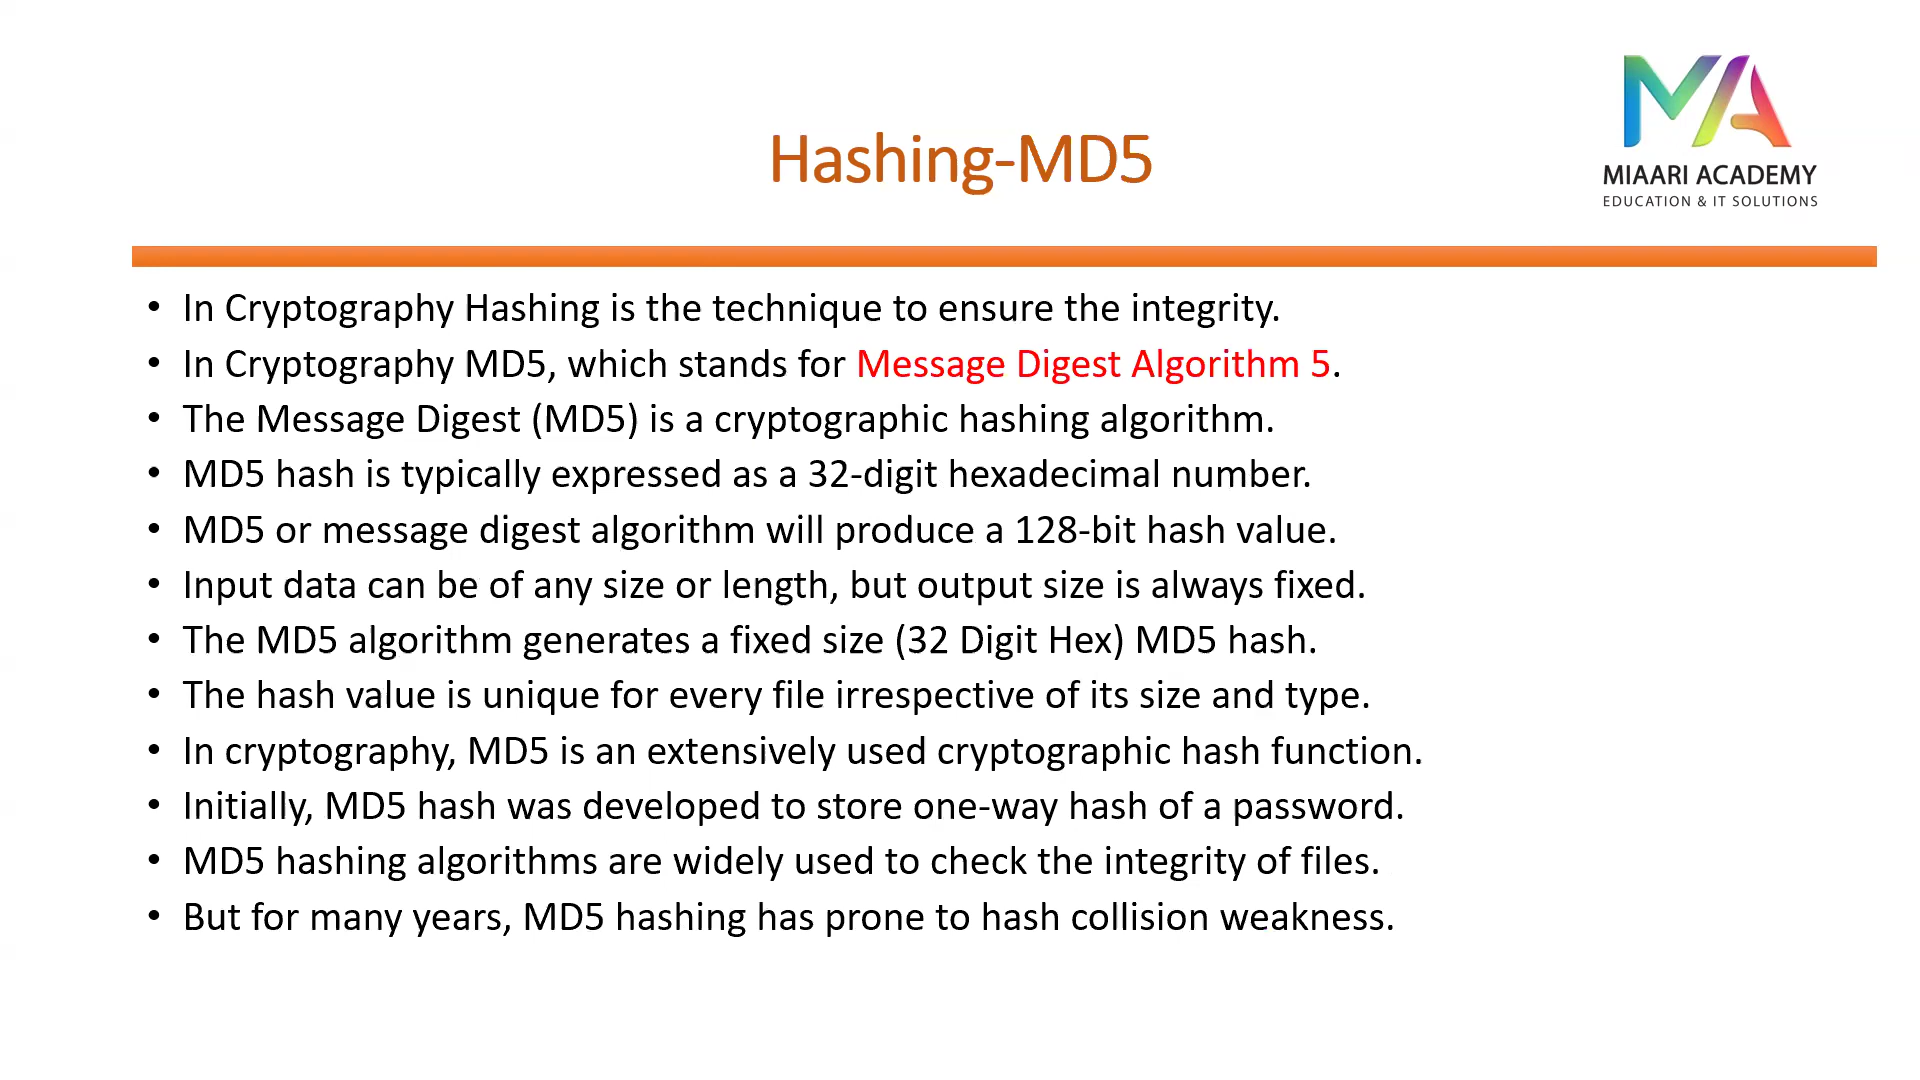 MA
MIAARI ACADEMY
EDUCATION & IT SOLUTIONS
Hashing-MD5
• In Cryptography Hashing is the technique to ensure the integrity.
• In Cryptography MD5, which stands for Message Digest Algorithm 5.
• The Message Digest (MD5) is a cryptographic hashing algorithm.
• MD5 hash is typically expressed as a 32-digit hexadecimal number.
• MD5 or message digest algorithm will produce a 128-bit hash value.
• Input data can be of any size or length, but output size is always fixed.
• The MD5 algorithm generates a fixed size (32 Digit Hex) MD5 hash.
• The hash value is unique for every file irrespective of its size and type.
• In cryptography, MD5 is an extensively used cryptographic hash function.
• Initially, MD5 hash was developed to store one-way hash of a password.
• MD5 hashing algorithms are widely used to check the integrity of files.
• But for many years, MD5 hashing has prone to hash collision weakness.